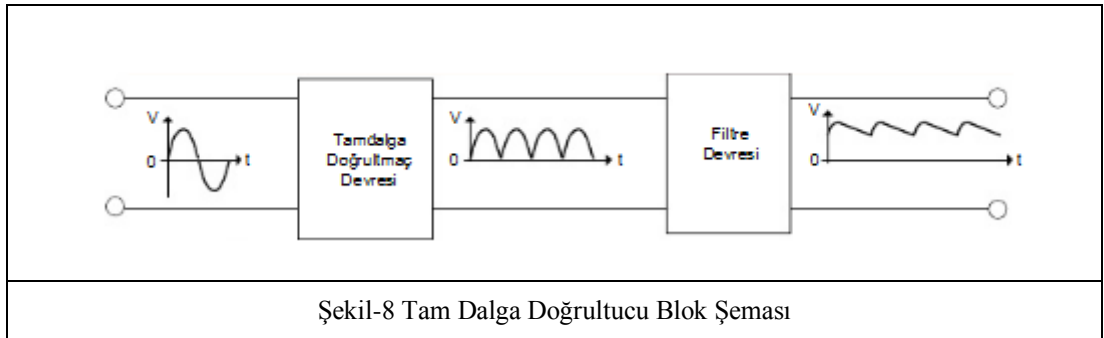 V
0
t
Tamdalga
Doğrultmaç
Devresi
V
0
t
Filtre
Devresi
V
0
t
Şekil-8 Tam Dalga Doğrultucu Blok Şeması